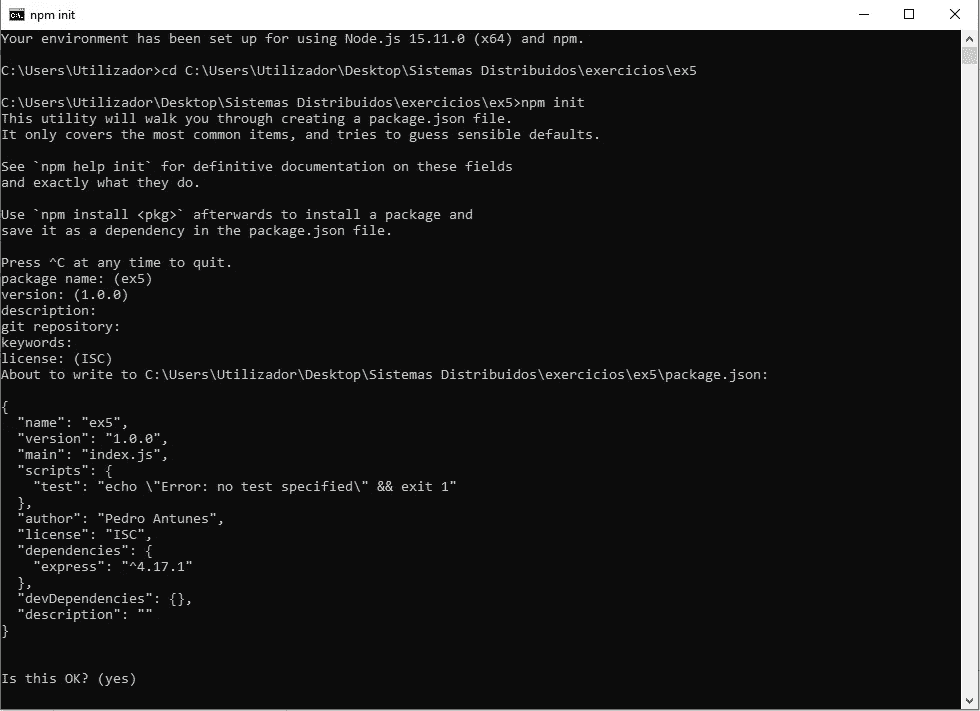 npm init
Your environment has been set up for using Node.js 15.11.0 (x64) and npm.
C:\Users\Utilizador>cd C:\Users\Utilizador\Desktop\Sistemas Distribuidos\exercicios\ex5
C:\Users\Utilizador\Desktop\Sistemas Distribuidos\exercicios\ex5>npm init
This utility will walk you through creating a package.json file.
It only covers the most common items, and tries to guess sensible defaults.
See `npm help init` for definitive documentation on these fields
and exactly what they do.
Use `npm install <pkg>` afterwards to install a package and
save it as a dependency in the package.json file.
Press ^C at any time to quit.
package name: (ex5)
version: (1.0.0)
description:
git repository:
keywords:
license: (ISC)
About to write to C:\Users\Utilizador\Desktop\Sistemas Distribuidos\exercicios\ex5\package.json:
{
  "name": "ex5",
  "version": "1.0.0",
  "main": "index.js",
  "scripts": {
    "test": "echo \"Error: no test specified\" && exit 1"
  },
  "author": "Pedro Antunes",
  "license": "ISC",
  "dependencies": {
    "express": "^4.17.1"
  },
  "devDependencies": {},
  "description": ""
}
Is this OK? (yes)